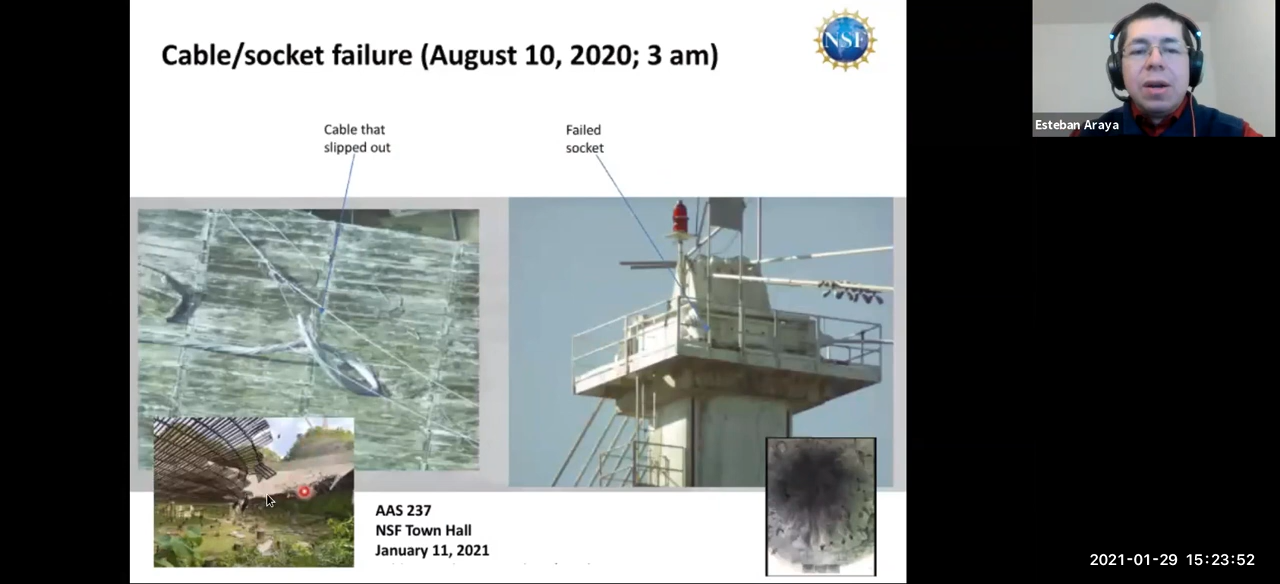 Cable/socket failure (August 10, 2020; 3 am)
NSF
Esteban Araya
Cable that
slipped out
Failed
socket
AAS 237
NSF Town Hall
January 11, 2021
2021-01-29 15:23:52